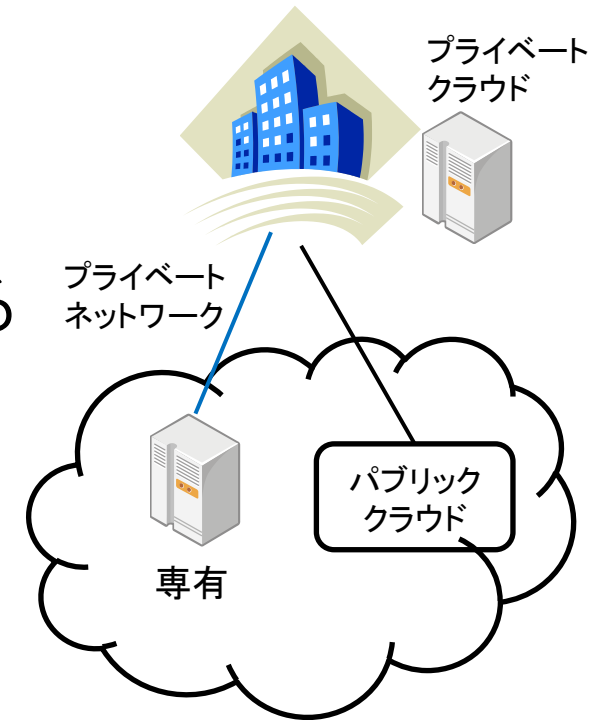 プライベート
クラウド
プライベート
ネットワーク
る
パブリック
クラウド
専有